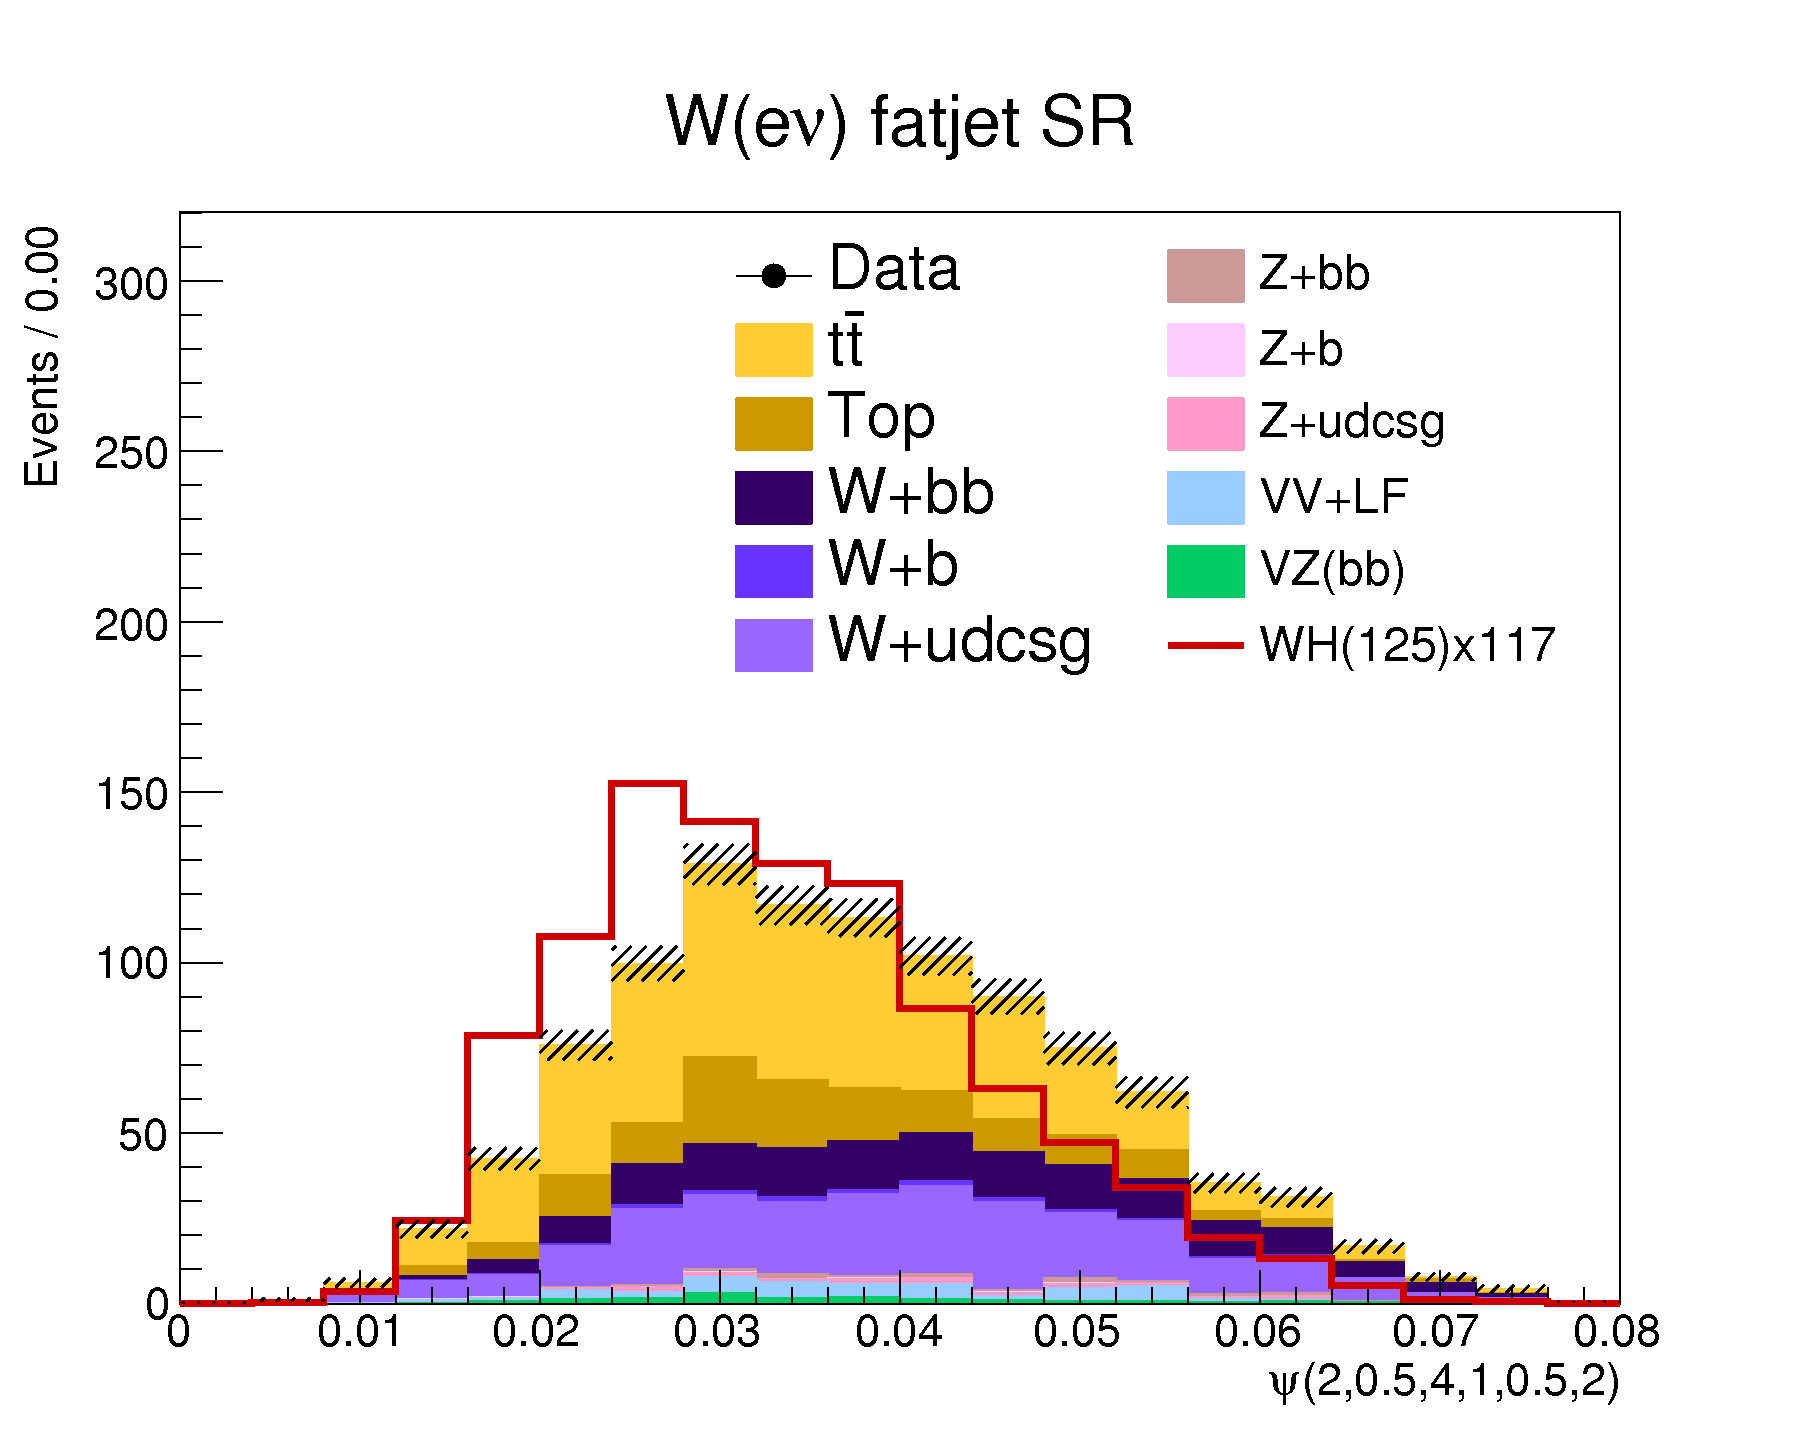 W(eν) fatjet SR
Events / 0.00
300
250
200
150
100
50
0
Data
tt̄
Top
W+bb
W+b
W+udcsg
Z+bb
Z+b
Z+udcsg
VV+LF
VZ(bb)
WH(125)x117
0 0.01 0.02 0.03 0.04 0.05 0.06 0.07 0.08
ψ(2,0.5,4,1,0.5,2)